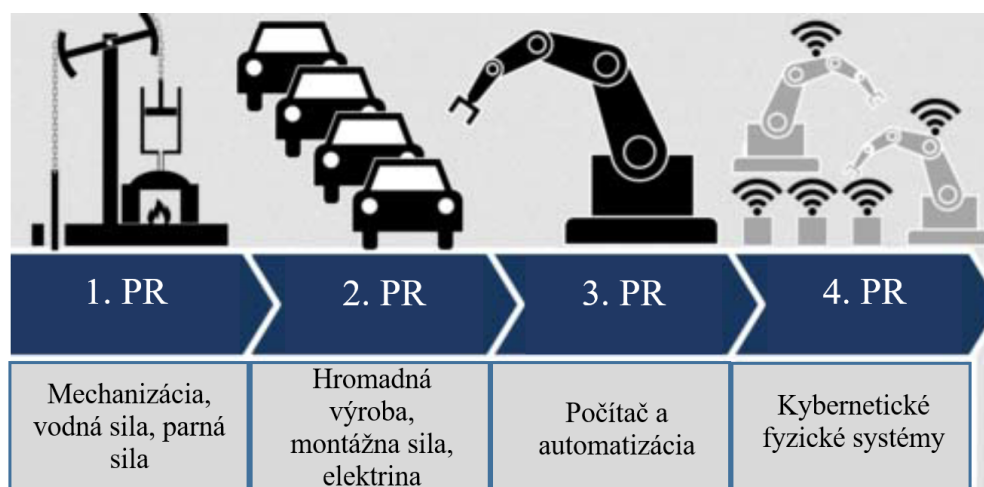 1. PR
2. PR
3. PR
4. PR
Mechanizácia,
vodná sila, parná
sila
Hromadná
výroba,
montážna sila,
elektrina
Počítač a
automatizácia
Kybernetické
fyzické systémy